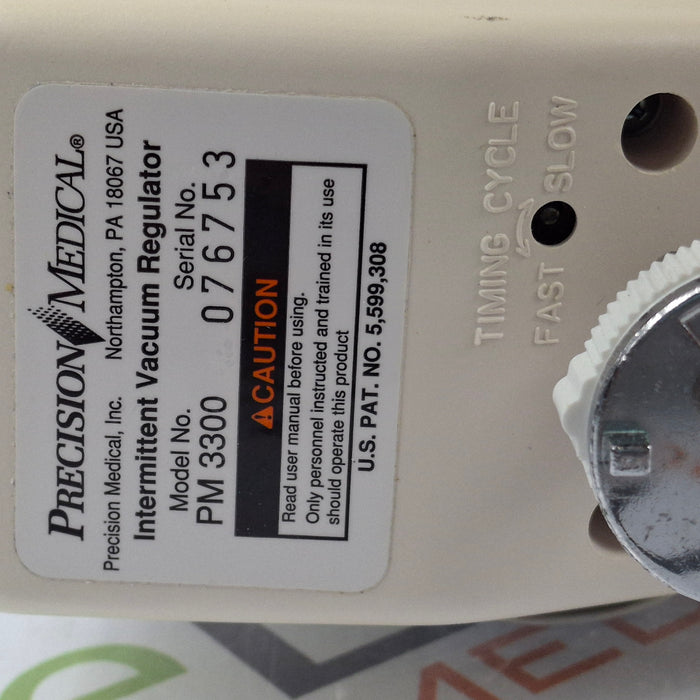 PRECISION MEDICAL®
Precision Medical, Inc. Northampton, PA 18067 USA
Intermittent Vacuum Regulator
Model No. Serial No.
PM 3300 076753
⚠CAUTION
Read user manual before using.
Only personnel instructed and trained in its use
should operate this product
U.S. PAT. NO. 5,599,308
TIMING CYCLE
FAST SLOW
MED